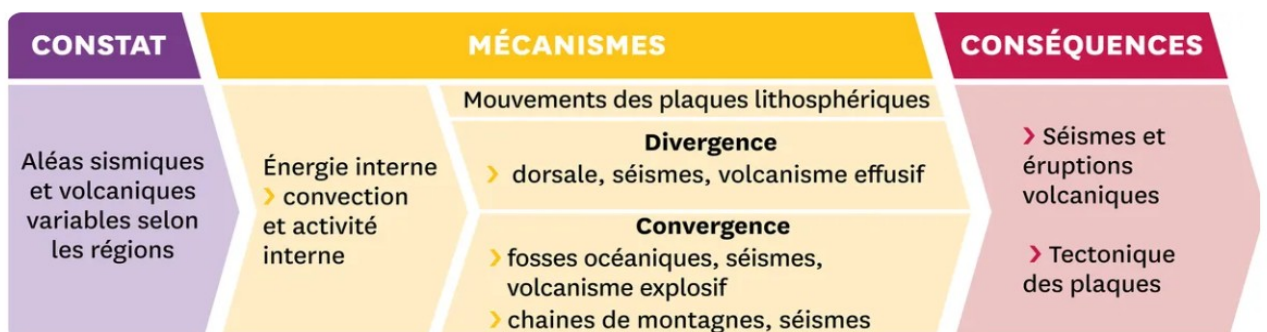 CONSTAT
MÉCANISMES
CONSÉQUENCES
Aléas sismiques
et volcaniques
variables selon
les régions
Énergie interne
› convection
et activité
interne
Mouvements des plaques lithosphériques
Divergence
› dorsale, séismes, volcanisme effusif
Convergence
› fosses océaniques, séismes,
volcanisme explosif
› chaines de montagnes, séismes
› Séismes et
éruptions
volcaniques
› Tectonique
des plaques